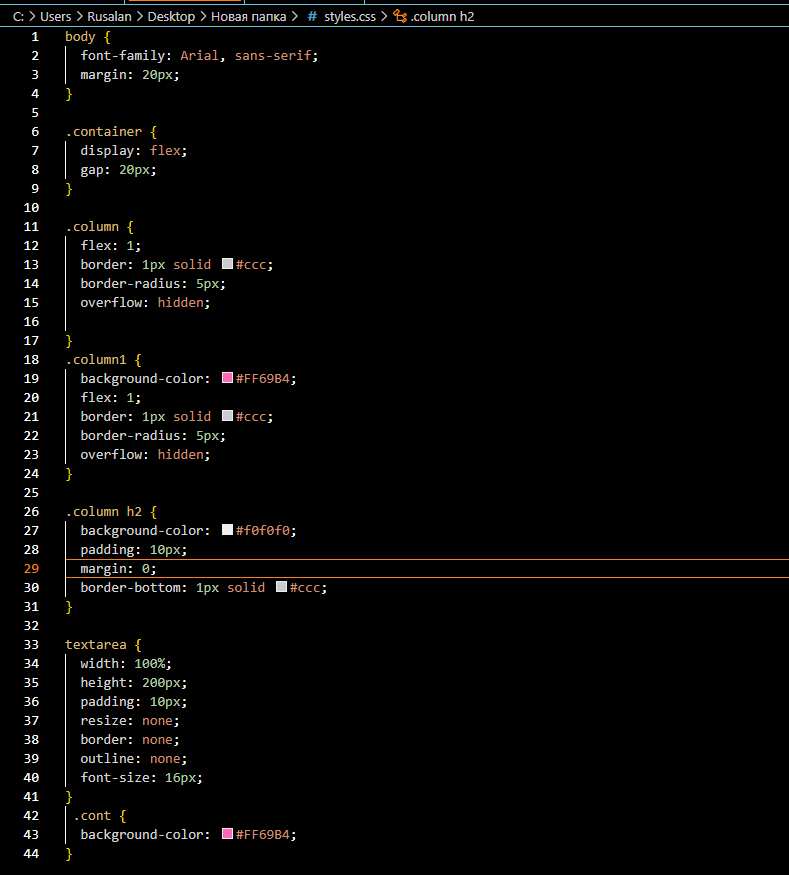 C: > Users > Rusalan > Desktop > Новая папка > # styles.css > .column h2
1 body {
2 font-family: Arial, sans-serif;
3 margin: 20px;
4 }
5
6 .container {
7 display: flex;
8 gap: 20px;
9 }
10
11 .column {
12 flex: 1;
13 border: 1px solid #ccc;
14 border-radius: 5px;
15 overflow: hidden;
16
17 }
18 .column1 {
19 background-color: #FF69B4;
20 flex: 1;
21 border: 1px solid #ccc;
22 border-radius: 5px;
23 overflow: hidden;
24 }
25
26 .column h2 {
27 background-color: #f0f0f0;
28 padding: 10px;
29 margin: 0;
30 border-bottom: 1px solid #ccc;
31 }
32
33 textarea {
34 width: 100%;
35 height: 200px;
36 padding: 10px;
37 resize: none;
38 border: none;
39 outline: none;
40 font-size: 16px;
41 }
42 .cont {
43 background-color: #FF69B4;
44 }